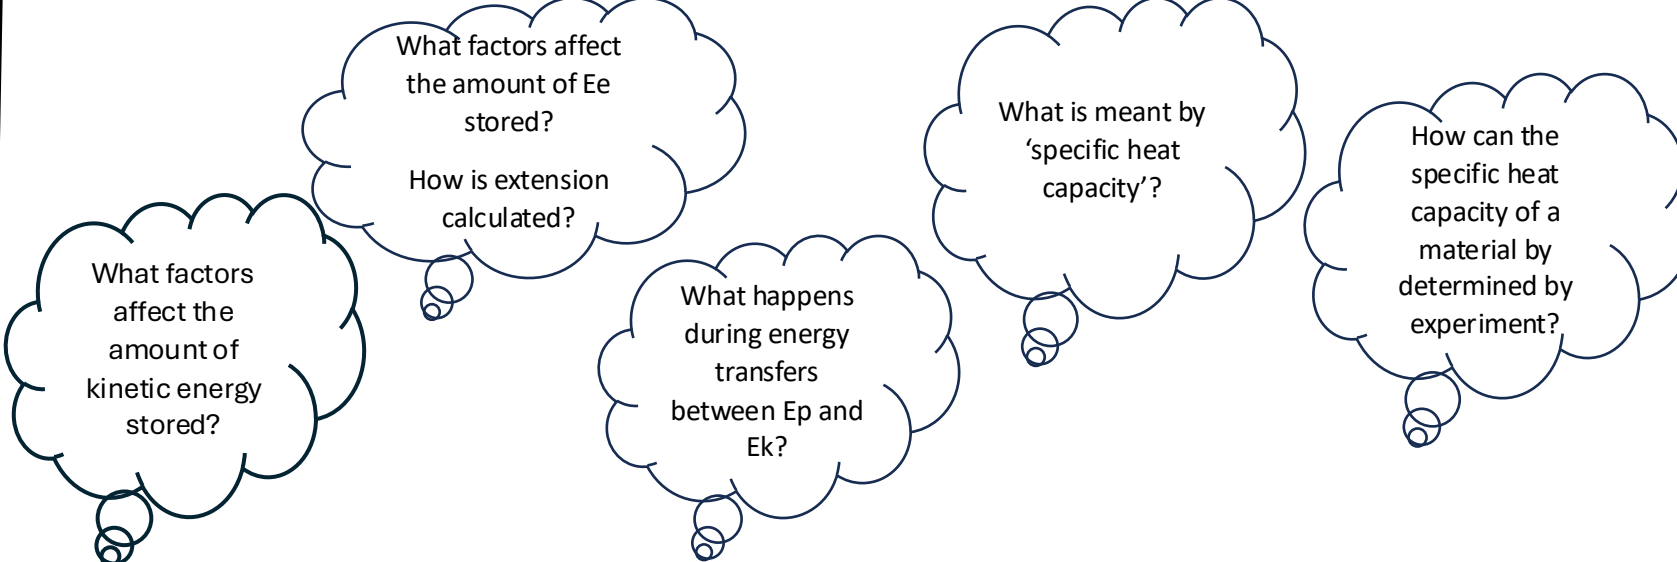 What factors
affect the
amount of
kinetic energy
stored?
What factors affect
the amount of Ee
stored?
How is extension
calculated?
What happens
during energy
transfers
between Ep and
Ek?
What is meant by
‘specific heat
capacity’?
How can the
specific heat
capacity of a
material by
determined by
experiment?